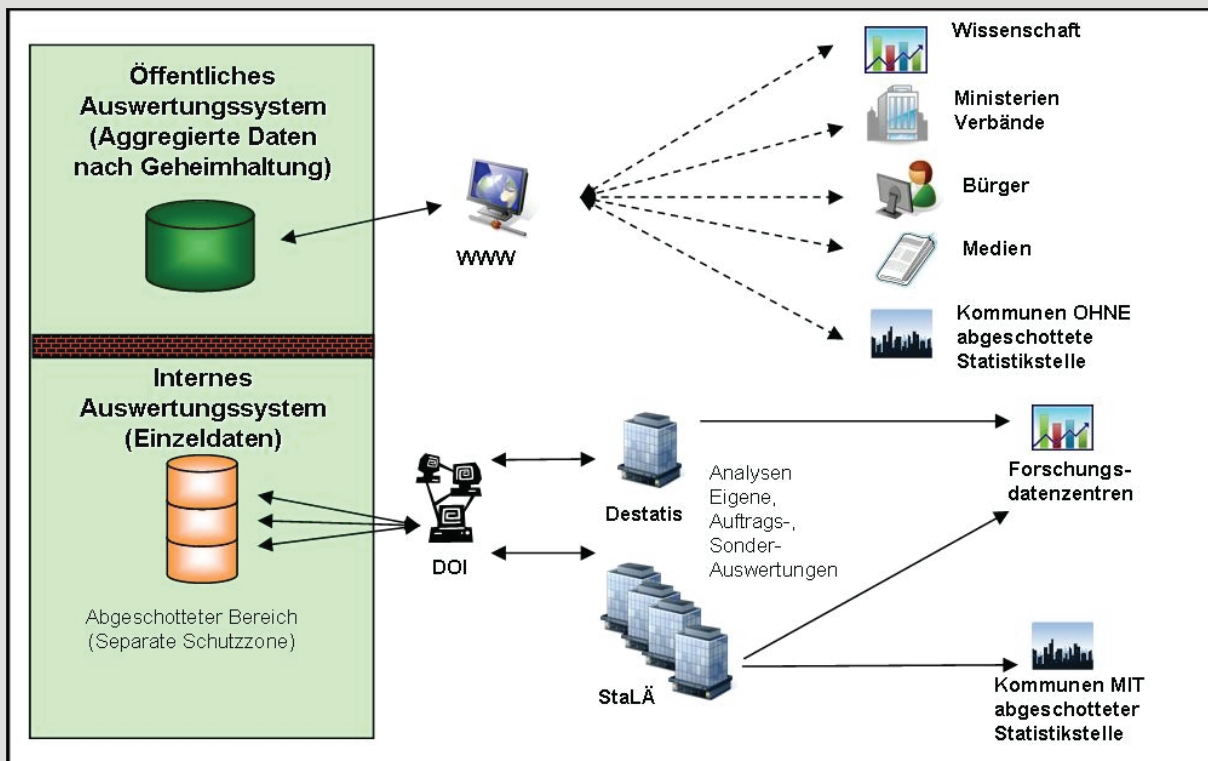 Öffentliches
Auswertungssystem
(Aggregierte Daten
nach Geheimhaltung)
WWW
Wissenschaft
Ministerien
Verbände
Bürger
Medien
Kommunen OHNE
abgeschottete
Statistikstelle
Internes
Auswertungssystem
(Einzeldaten)
Abgeschotteter Bereich
(Separate Schutzzone)
DOI
Destatis
Analysen
Eigene,
Auftrags-,
Sonder-
Auswertungen
StaLÄ
Forschungs-
datenzentren
Kommunen MIT
abgeschotteter
Statistikstelle